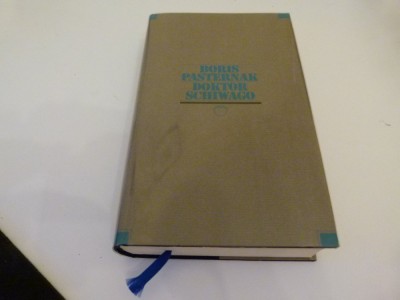 BORIS
PASTERNAK
DOKTOR
SCHIWAGO